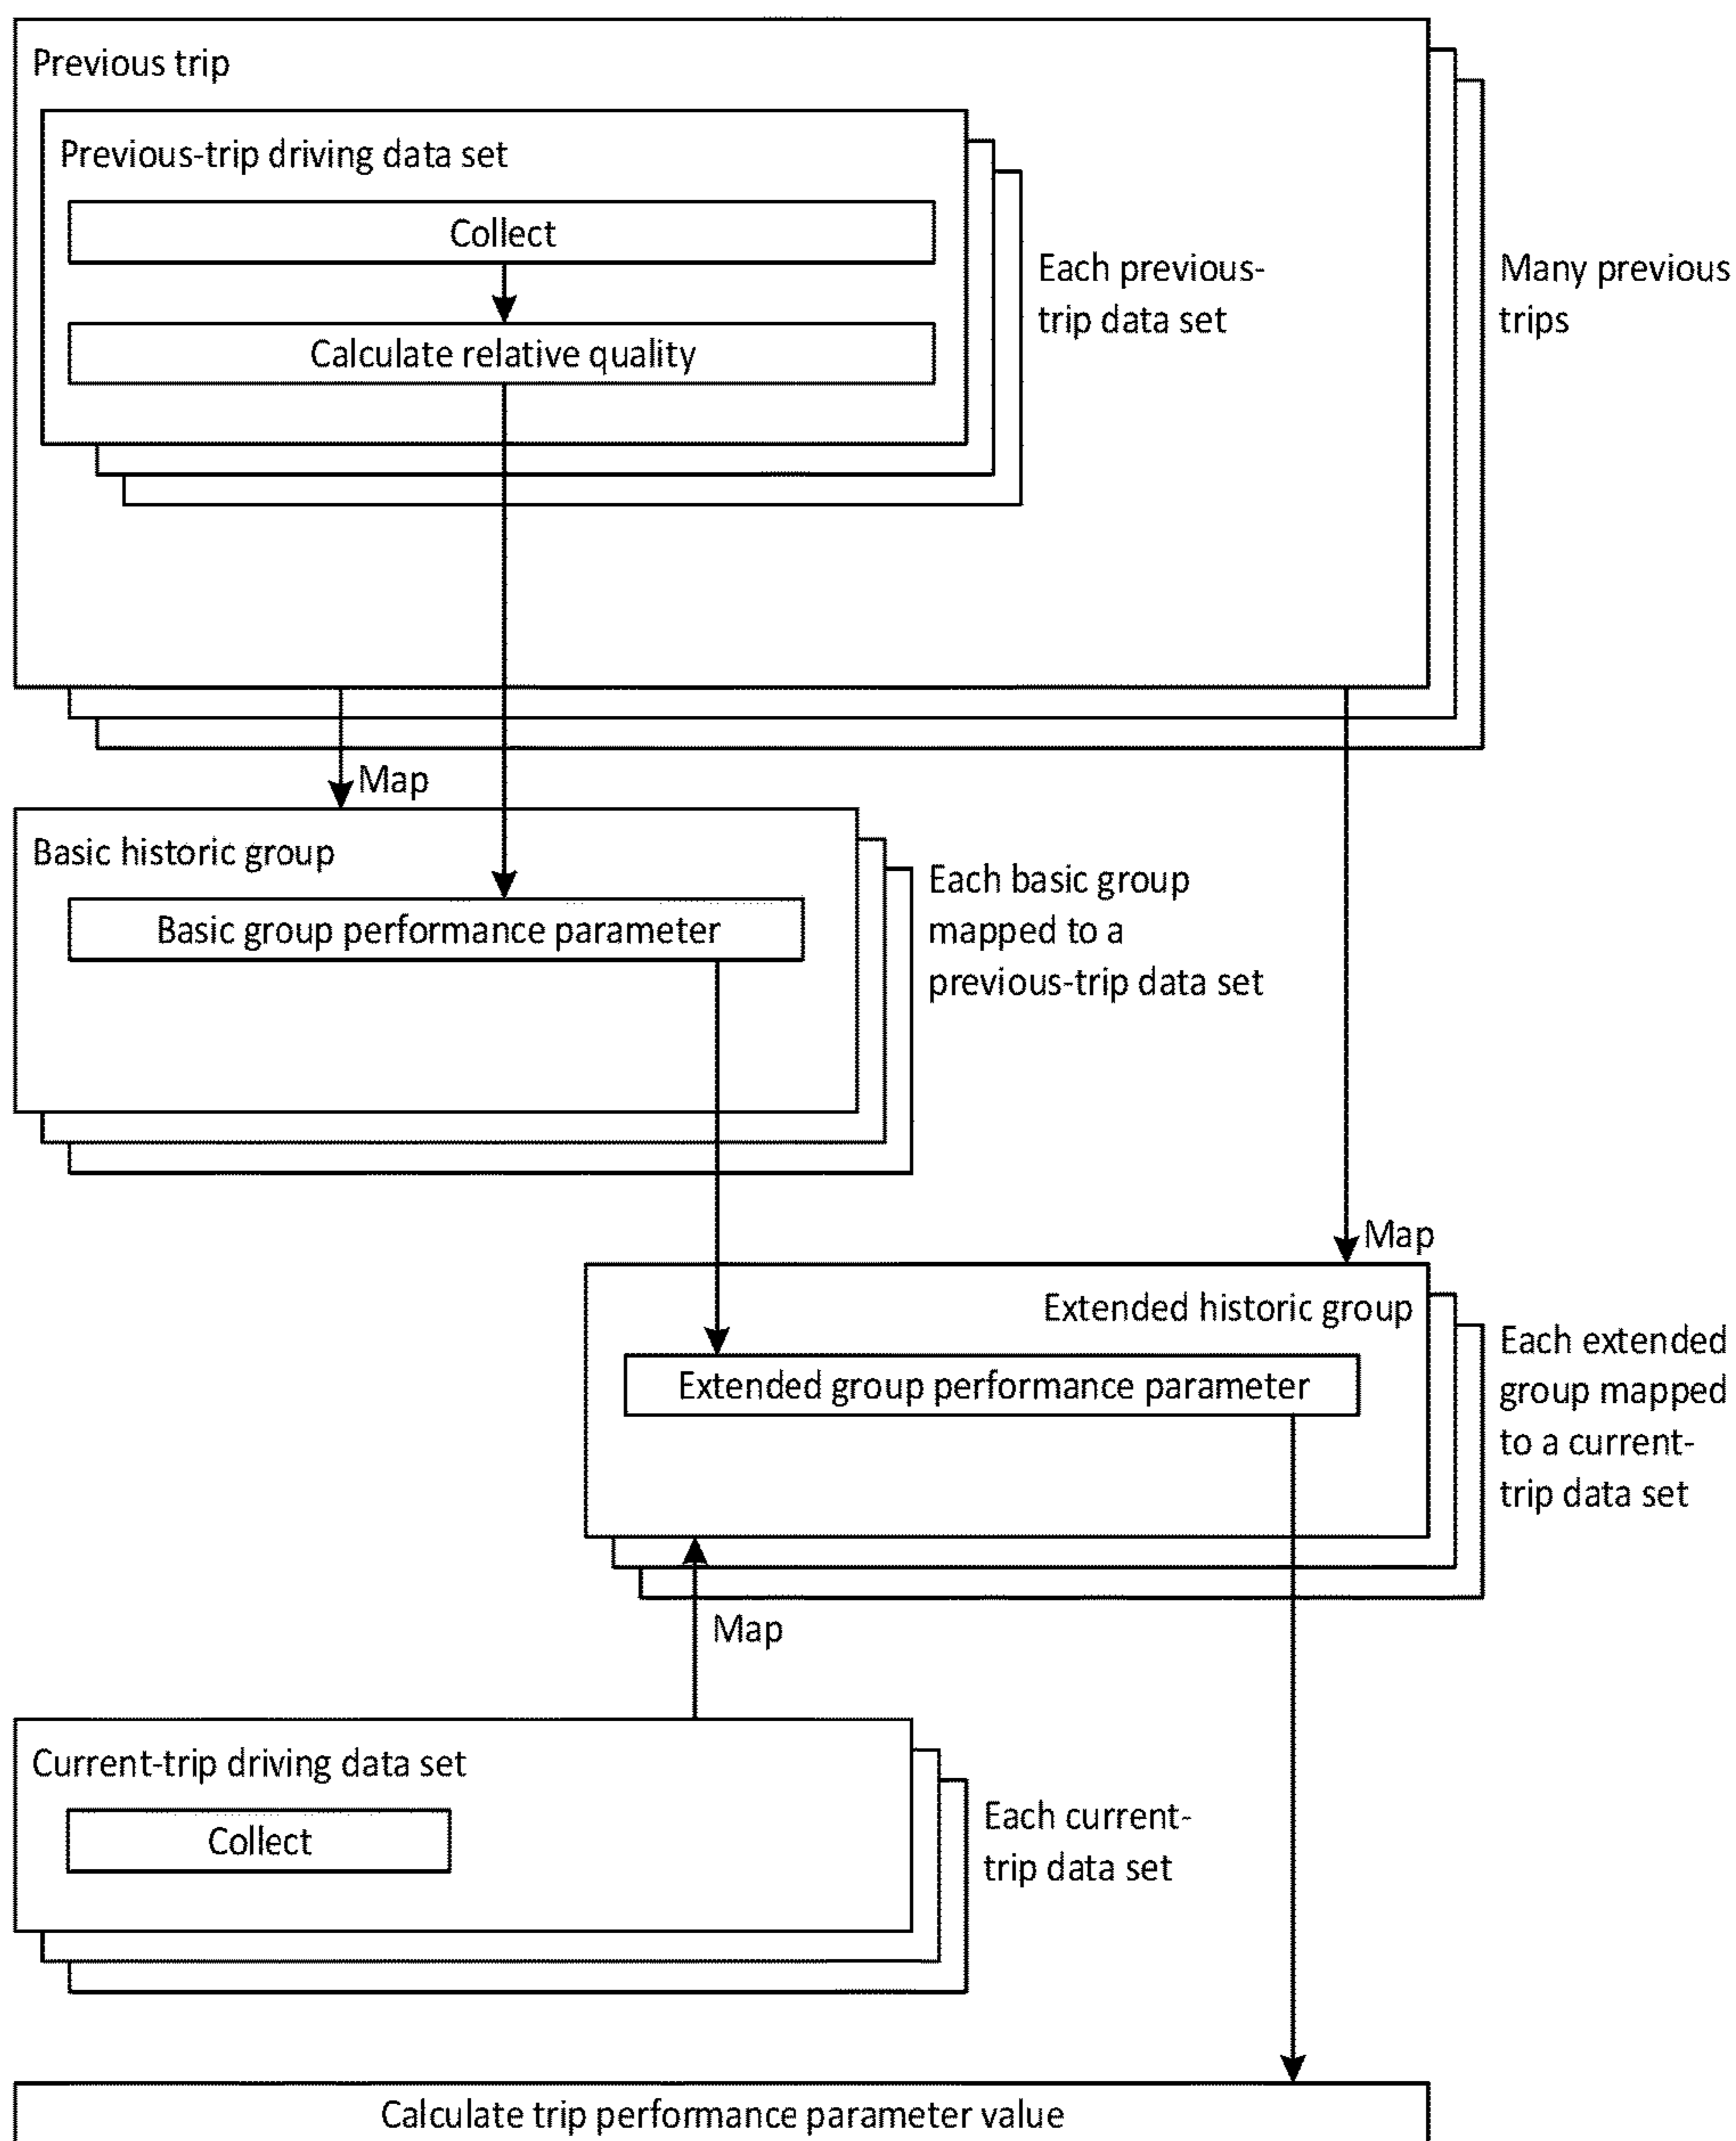 Previous trip
Previous-trip driving data set
Collect
Calculate relative quality
Each previous-
trip data set
Many previous
trips
Map
Basic historic group
Basic group performance parameter
Each basic group
mapped to a
previous-trip data set
Map
Extended historic group
Extended group performance parameter
Each extended
group mapped
to a current-
trip data set
Map
Current-trip driving data set
Collect
Each current-
trip data set
Calculate trip performance parameter value